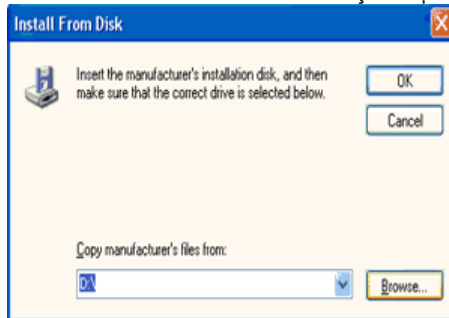 Install From Disk
Insert the manufacturer's installation disk, and then
make sure that the correct drive is selected below.
OK
Cancel
Copy manufacturer's files from:
D:\
Browse...